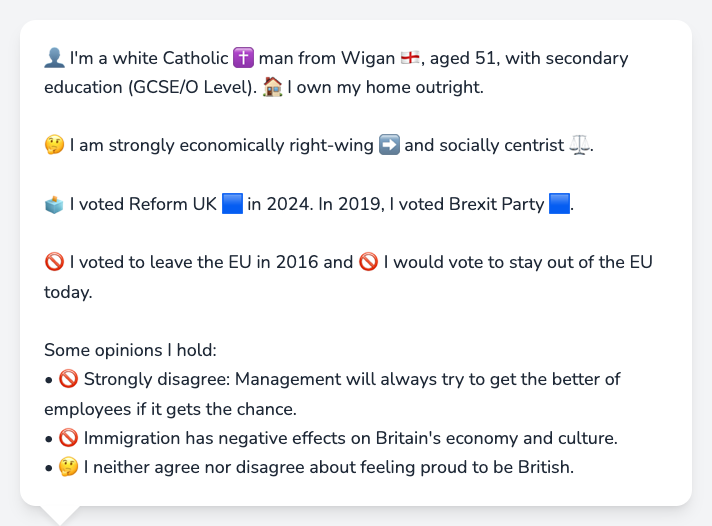 👤 I'm a white Catholic ✝️ man from Wigan 🏴󠁧󠁢󠁥󠁮󠁧󠁿, aged 51, with secondary
education (GCSE/O Level). 🏠 I own my home outright.
🤔 I am strongly economically right-wing ➡️ and socially centrist ⚖️.
🗳️ I voted Reform UK 🟦 in 2024. In 2019, I voted Brexit Party 🟦.
🚫 I voted to leave the EU in 2016 and 🚫 I would vote to stay out of the EU
today.
Some opinions I hold:
• 🚫 Strongly disagree: Management will always try to get the better of
employees if it gets the chance.
• 🚫 Immigration has negative effects on Britain's economy and culture.
• 🤔 I neither agree nor disagree about feeling proud to be British.